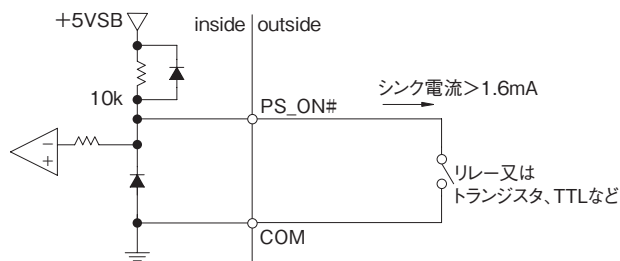 +5VSB
inside outside
10k
PS_ON#
シンク電流＞1.6mA
−
+
リレー又は
トランジスタ、TTLなど
COM